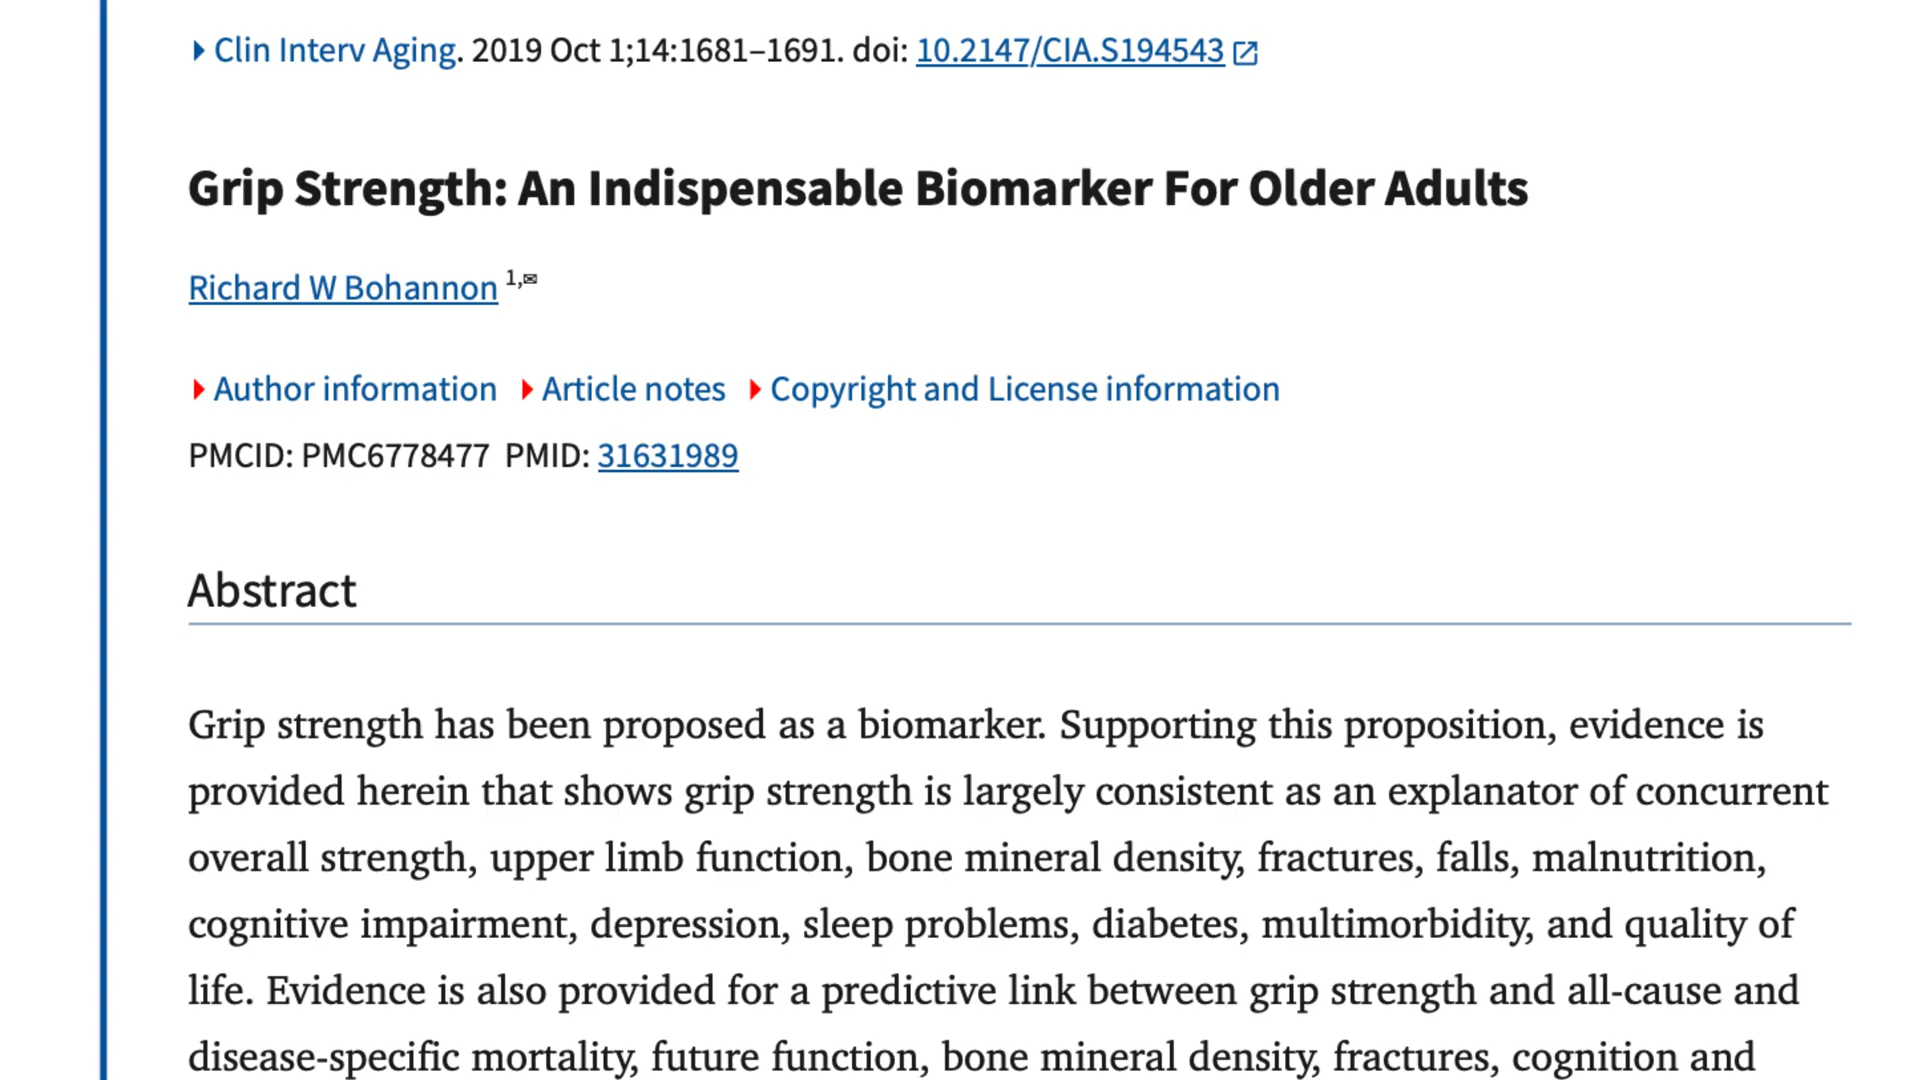 Clin Interv Aging. 2019 Oct 1;14:1681–1691. doi: 10.2147/CIA.S194543
Grip Strength: An Indispensable Biomarker For Older Adults
Richard W Bohannon 1,✉
Author information Article notes Copyright and License information
PMCID: PMC6778477 PMID: 31631989
Abstract
Grip strength has been proposed as a biomarker. Supporting this proposition, evidence is
provided herein that shows grip strength is largely consistent as an explanator of concurrent
overall strength, upper limb function, bone mineral density, fractures, falls, malnutrition,
cognitive impairment, depression, sleep problems, diabetes, multimorbidity, and quality of
life. Evidence is also provided for a predictive link between grip strength and all-cause and
disease-specific mortality, future function, bone mineral density, fractures, cognition and